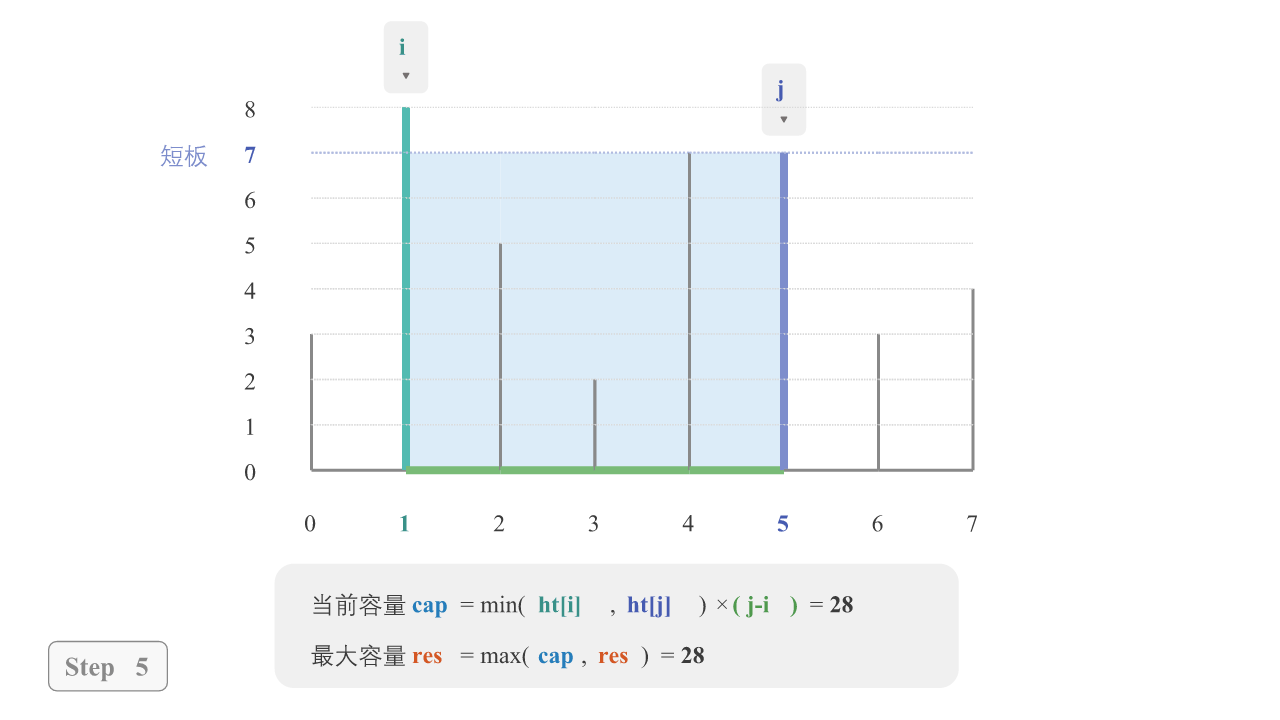 i
j
8
短板 7
6
5
4
3
2
1
0
0 1 2 3 4 5 6 7
当前容量 cap = min( ht[i] , ht[j] ) × ( j-i ) = 28
最大容量 res = max( cap , res ) = 28
Step 5